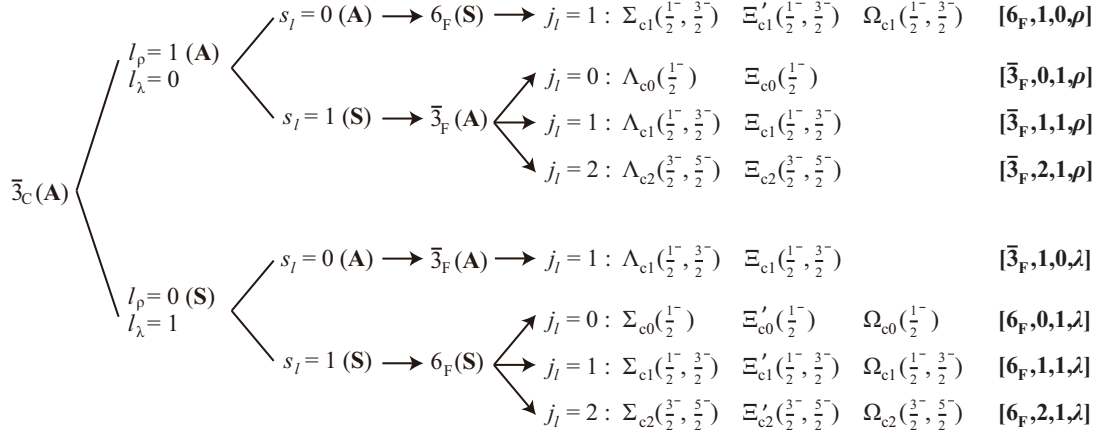 s_l = 0 (A) → 6_F (S) → j_l = 1 : Σ_c1(1/2⁻, 3/2⁻) Ξ′_c1(1/2⁻, 3/2⁻) Ω_c1(1/2⁻, 3/2⁻) [6_F,1,0,ρ]
l_ρ = 1 (A)
l_λ = 0
j_l = 0 : Λ_c0(1/2⁻) Ξ_c0(1/2⁻) [3̅_F,0,1,ρ]
s_l = 1 (S) → 3̅_F (A) j_l = 1 : Λ_c1(1/2⁻, 3/2⁻) Ξ_c1(1/2⁻, 3/2⁻) [3̅_F,1,1,ρ]
j_l = 2 : Λ_c2(3/2⁻, 5/2⁻) Ξ_c2(3/2⁻, 5/2⁻) [3̅_F,2,1,ρ]
3̅_C (A)
s_l = 0 (A) → 3̅_F (A) → j_l = 1 : Λ_c1(1/2⁻, 3/2⁻) Ξ_c1(1/2⁻, 3/2⁻) [3̅_F,1,0,λ]
l_ρ = 0 (S)
l_λ = 1
j_l = 0 : Σ_c0(1/2⁻) Ξ′_c0(1/2⁻) Ω_c0(1/2⁻) [6_F,0,1,λ]
s_l = 1 (S) → 6_F (S) j_l = 1 : Σ_c1(1/2⁻, 3/2⁻) Ξ′_c1(1/2⁻, 3/2⁻) Ω_c1(1/2⁻, 3/2⁻) [6_F,1,1,λ]
j_l = 2 : Σ_c2(3/2⁻, 5/2⁻) Ξ′_c2(3/2⁻, 5/2⁻) Ω_c2(3/2⁻, 5/2⁻) [6_F,2,1,λ]